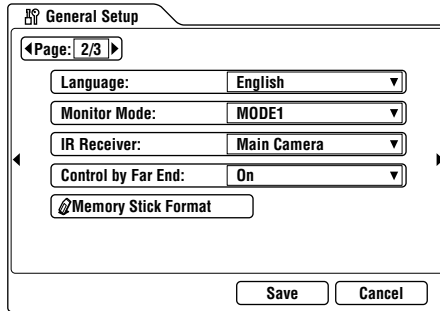 General Setup
Page: 2/3
Language: English
Monitor Mode: MODE1
IR Receiver: Main Camera
Control by Far End: On
Memory Stick Format
Save Cancel